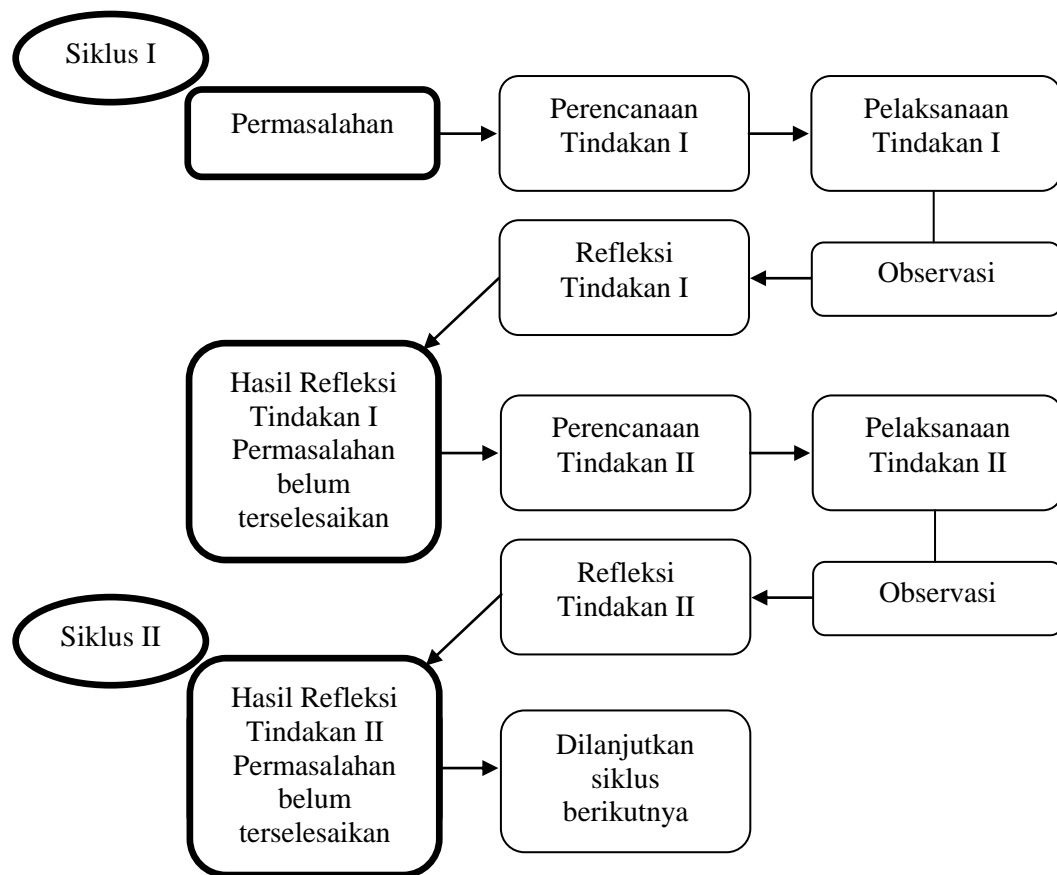 Siklus I
Permasalahan
Perencanaan
Tindakan I
Pelaksanaan
Tindakan I
Observasi
Refleksi
Tindakan I
Hasil Refleksi
Tindakan I
Permasalahan
belum
terselesaikan
Perencanaan
Tindakan II
Pelaksanaan
Tindakan II
Observasi
Refleksi
Tindakan II
Siklus II
Hasil Refleksi
Tindakan II
Permasalahan
belum
terselesaikan
Dilanjutkan
siklus
berikutnya